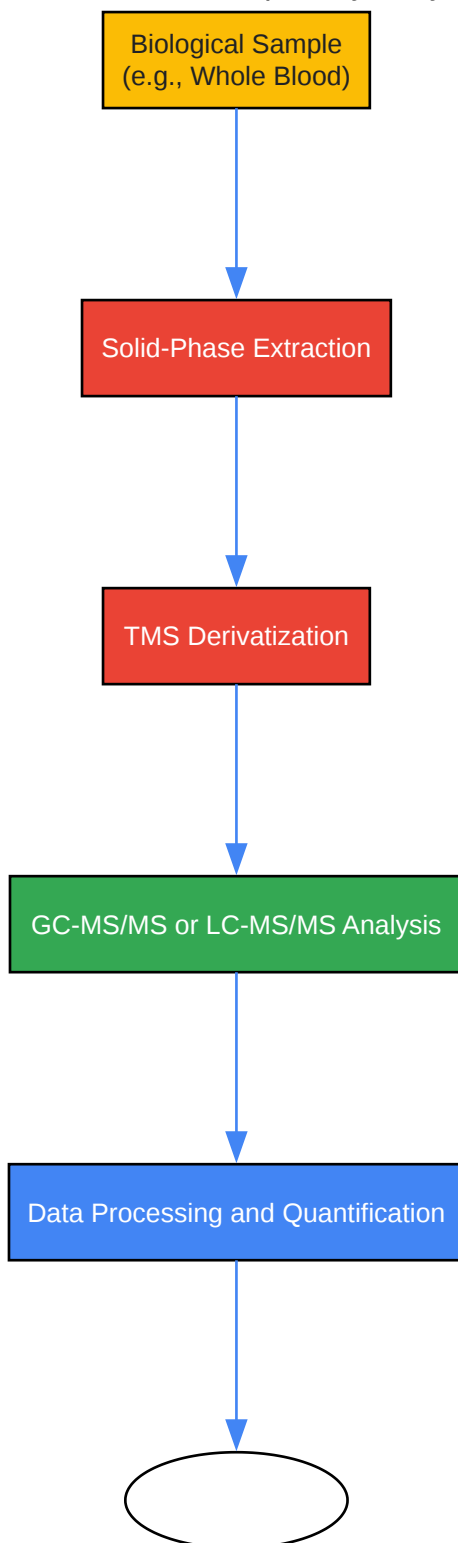 Biological Sample
(e.g., Whole Blood)
Solid-Phase Extraction
TMS Derivatization
GC-MS/MS or LC-MS/MS Analysis
Data Processing and Quantification